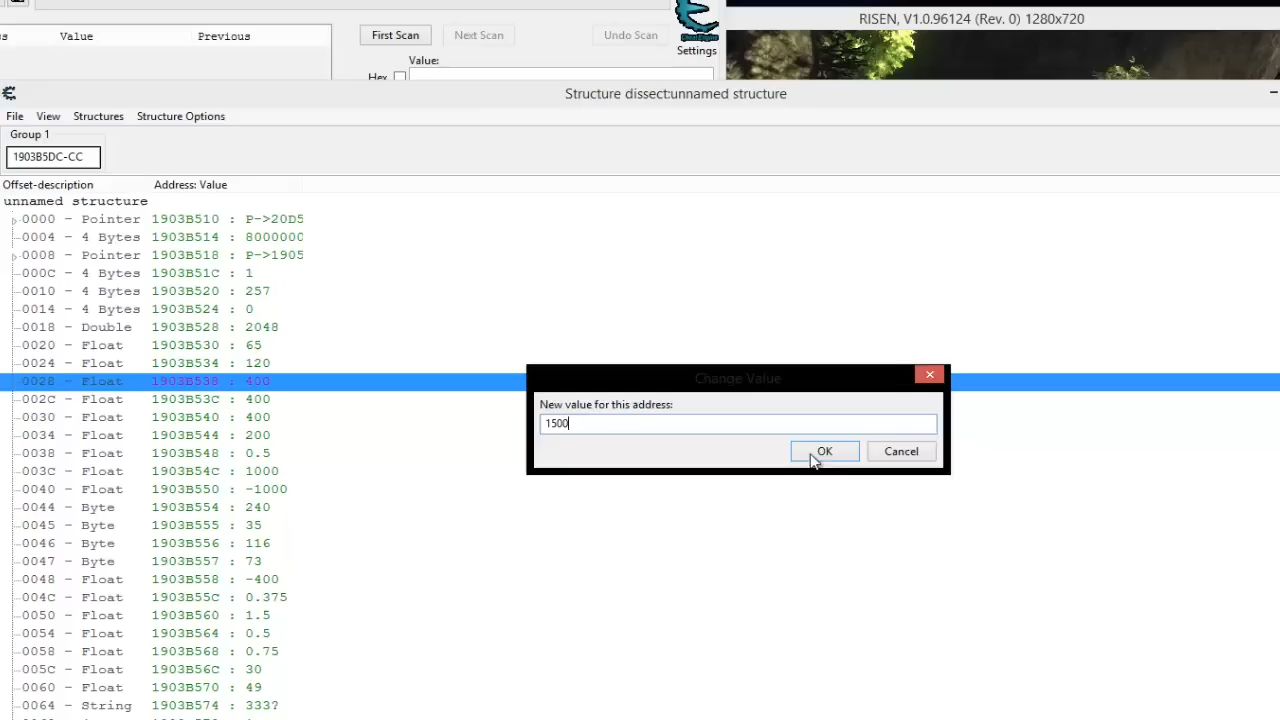 RISEN, V1.0.96124 (Rev. 0) 1280x720
Value Previous
First Scan Next Scan Undo Scan
Settings
Value:
Hex
Structure dissect:unnamed structure
File View Structures Structure Options
Group 1
1903B5DC-CC
Offset-description Address: Value
unnamed structure
0000 - Pointer 1903B510 : P->20D5
0004 - 4 Bytes 1903B514 : 8000000
0008 - Pointer 1903B518 : P->1905
000C - 4 Bytes 1903B51C : 1
0010 - 4 Bytes 1903B520 : 257
0014 - 4 Bytes 1903B524 : 0
0018 - Double 1903B528 : 2048
0020 - Float 1903B530 : 65
0024 - Float 1903B534 : 120
0028 - Float 1903B538 : 400
002C - Float 1903B53C : 400
0030 - Float 1903B540 : 400
0034 - Float 1903B544 : 200
0038 - Float 1903B548 : 0.5
003C - Float 1903B54C : 1000
0040 - Float 1903B550 : -1000
0044 - Byte 1903B554 : 240
0045 - Byte 1903B555 : 35
0046 - Byte 1903B556 : 116
0047 - Byte 1903B557 : 73
0048 - Float 1903B558 : -400
004C - Float 1903B55C : 0.375
0050 - Float 1903B560 : 1.5
0054 - Float 1903B564 : 0.5
0058 - Float 1903B568 : 0.75
005C - Float 1903B56C : 30
0060 - Float 1903B570 : 49
0064 - String 1903B574 : 333?
Change Value
New value for this address:
1500
OK Cancel